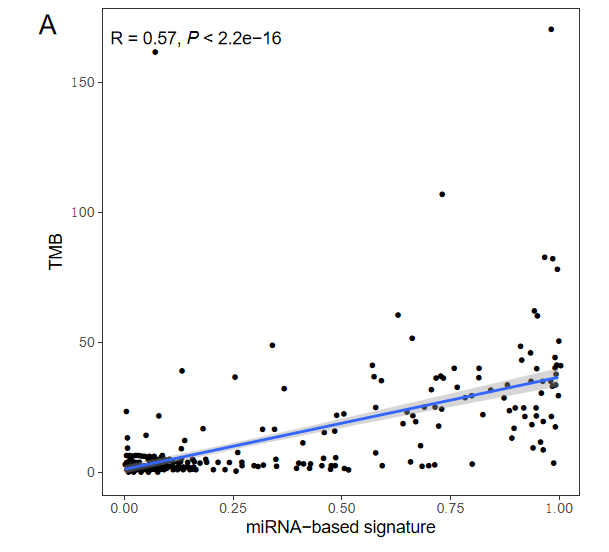 A
R = 0.57, P < 2.2e−16
150
100
50
0
TMB
0.00 0.25 0.50 0.75 1.00
miRNA−based signature